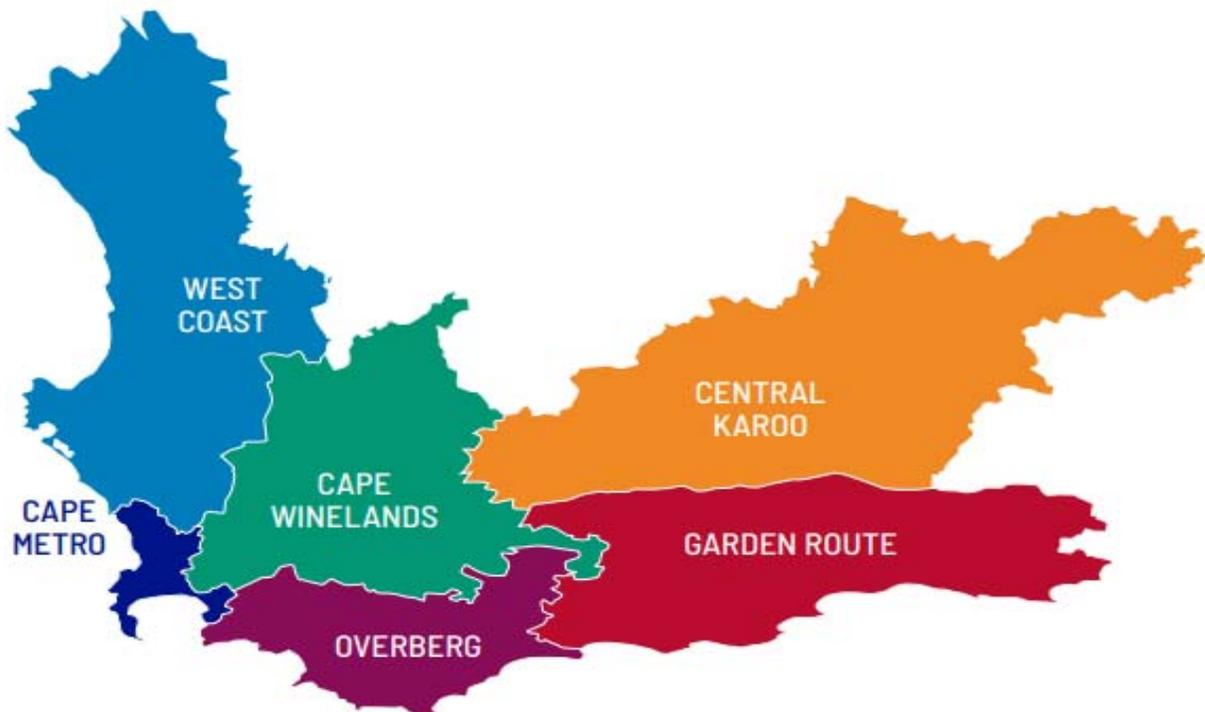 WEST
COAST
CENTRAL
KAROO
CAPE
WINELANDS
CAPE
METRO
GARDEN ROUTE
OVERBERG